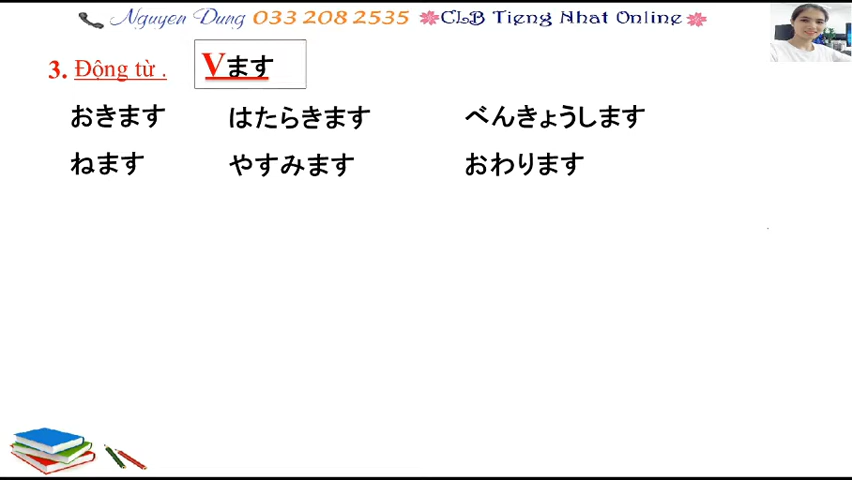 Nguyen Dung 033 208 2535 CLB Tieng Nhat Online
3. Động từ . Vます
おきます はたらきます べんきょうします
ねます やすみます おわります